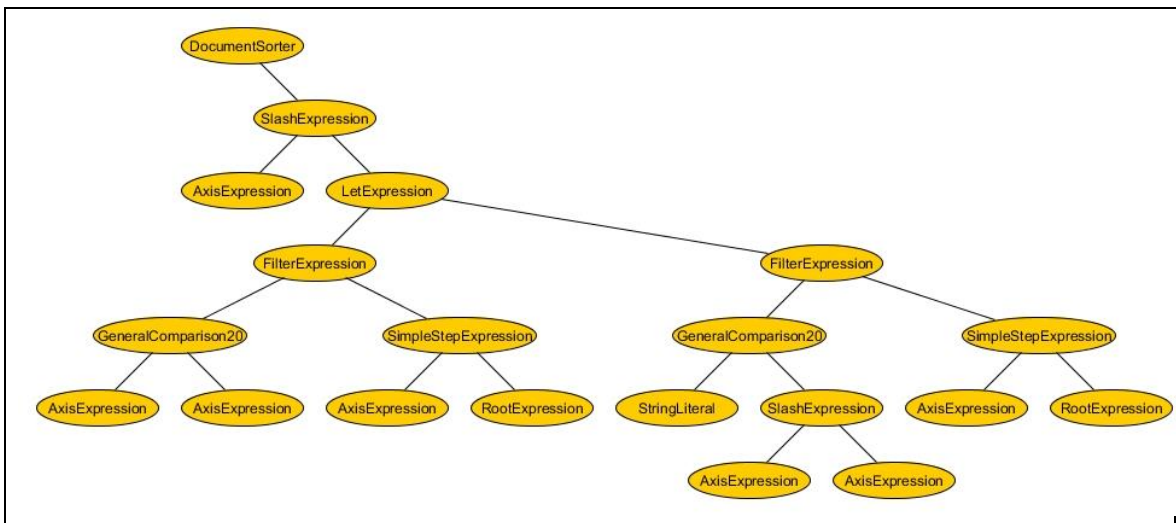 DocumentSorter
SlashExpression
AxisExpression LetExpression
FilterExpression FilterExpression
GeneralComparison20 SimpleStepExpression GeneralComparison20 SimpleStepExpression
AxisExpression AxisExpression AxisExpression RootExpression StringLiteral SlashExpression AxisExpression RootExpression
AxisExpression AxisExpression